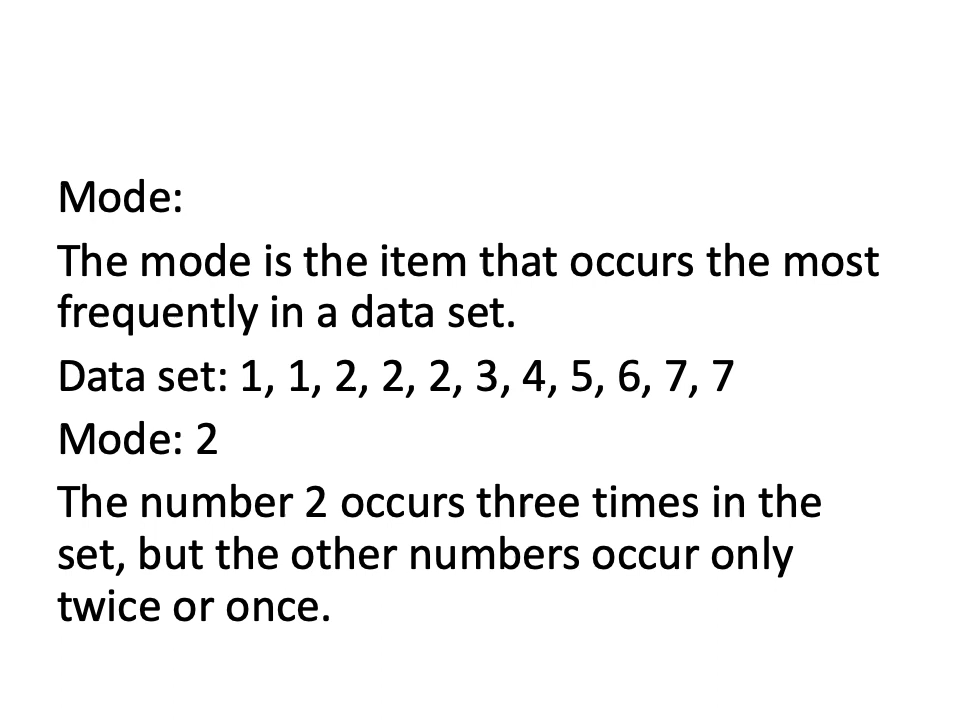 Mode:
The mode is the item that occurs the most
frequently in a data set.
Data set: 1, 1, 2, 2, 2, 3, 4, 5, 6, 7, 7
Mode: 2
The number 2 occurs three times in the
set, but the other numbers occur only
twice or once.